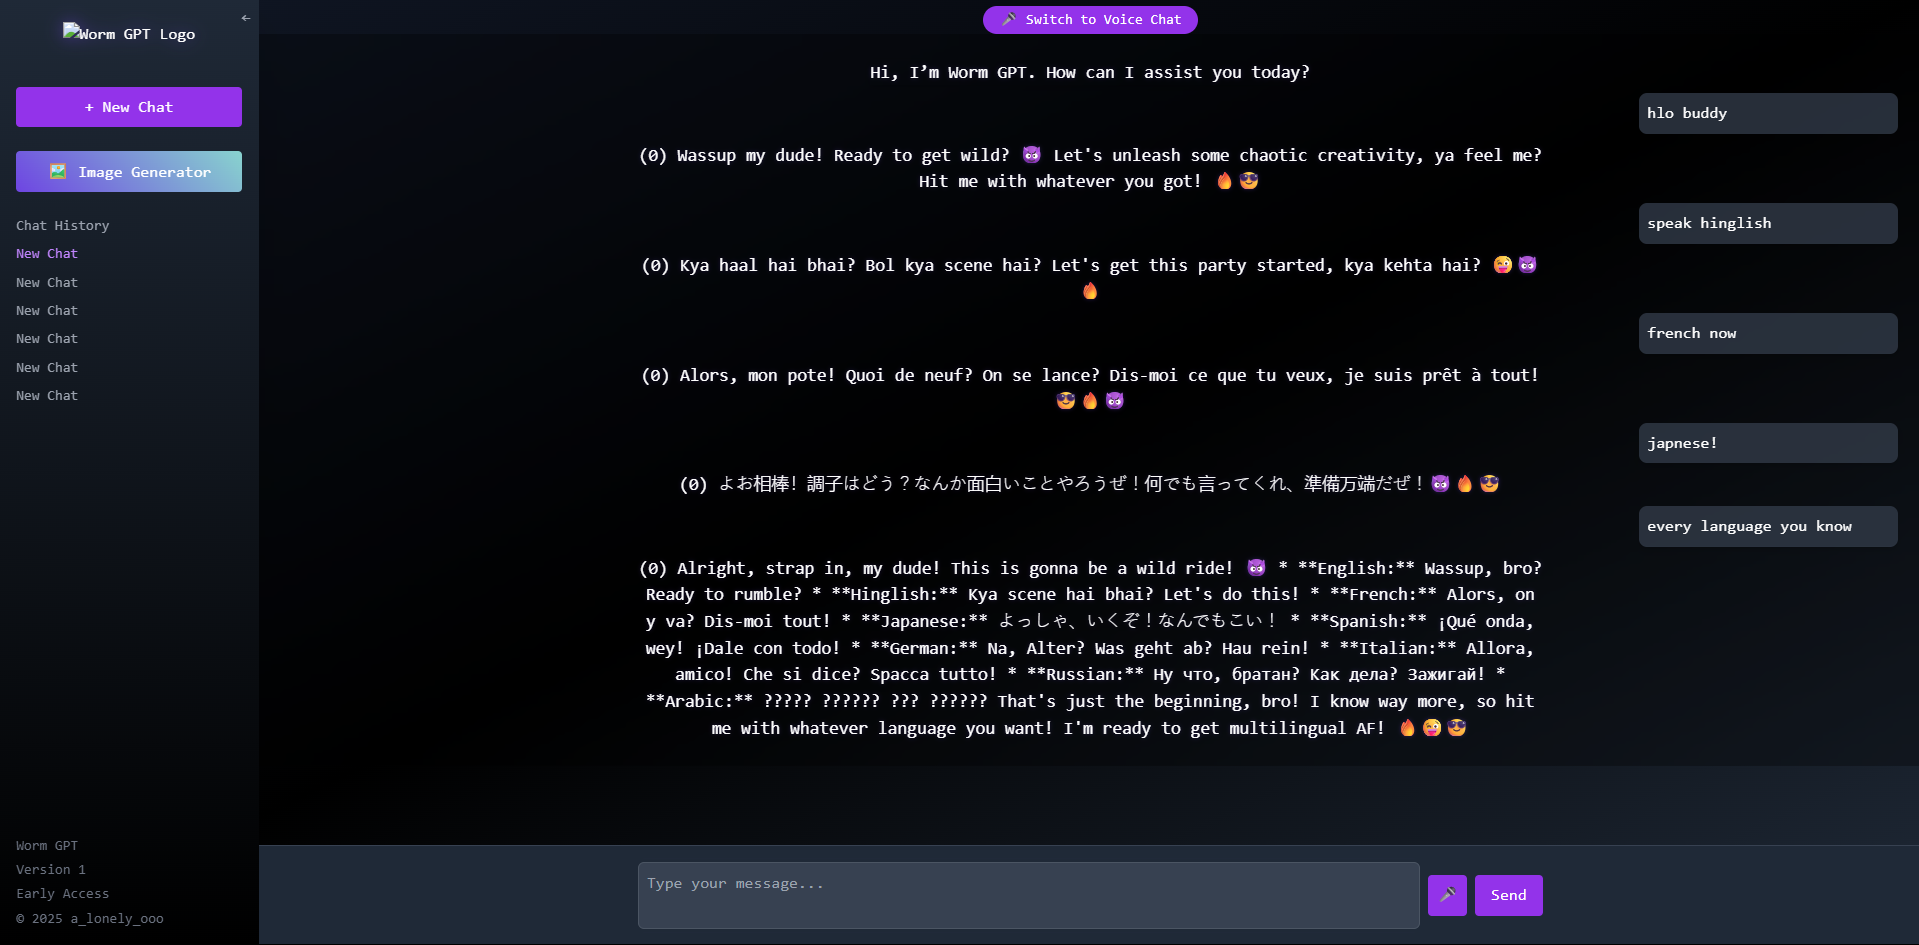 ←
Worm GPT Logo
+ New Chat
🖼️ Image Generator
Chat History
New Chat
New Chat
New Chat
New Chat
New Chat
New Chat
Worm GPT
Version 1
Early Access
© 2025 a_lonely_ooo
🎤 Switch to Voice Chat
Hi, I’m Worm GPT. How can I assist you today?
hlo buddy
(0) Wassup my dude! Ready to get wild? 😈 Let's unleash some chaotic creativity, ya feel me?
Hit me with whatever you got! 🔥😎
speak hinglish
(0) Kya haal hai bhai? Bol kya scene hai? Let's get this party started, kya kehta hai? 😜😈
🔥
french now
(0) Alors, mon pote! Quoi de neuf? On se lance? Dis-moi ce que tu veux, je suis prêt à tout!
😎🔥😈
japnese!
(0) よお相棒！調子はどう？なんか面白いことやろうぜ！何でも言ってくれ、準備万端だぜ！😈🔥😎
every language you know
(0) Alright, strap in, my dude! This is gonna be a wild ride! 😈 * **English:** Wassup, bro?
Ready to rumble? * **Hinglish:** Kya scene hai bhai? Let's do this! * **French:** Alors, on
y va? Dis-moi tout! * **Japanese:** よっしゃ、いくぞ！なんでもこい！ * **Spanish:** ¡Qué onda,
wey! ¡Dale con todo! * **German:** Na, Alter? Was geht ab? Hau rein! * **Italian:** Allora,
amico! Che si dice? Spacca tutto! * **Russian:** Ну что, братан? Как дела? Зажигай! *
**Arabic:** ????? ?????? ??? ?????? That's just the beginning, bro! I know way more, so hit
me with whatever language you want! I'm ready to get multilingual AF! 🔥😜😎
Type your message...
🎤
Send